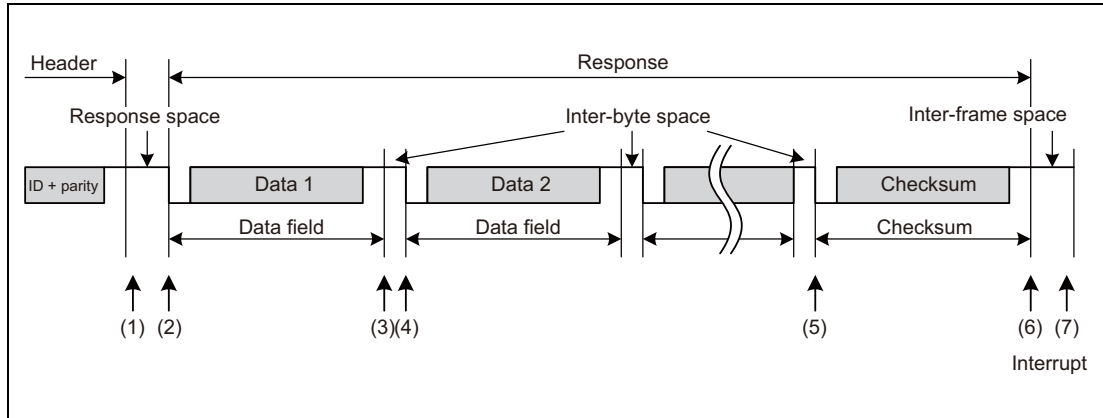 Header
Response
Response space
Inter-byte space
Inter-frame space
ID + parity
Data 1
Data 2
Checksum
Data field
Data field
Checksum
(1)
(2)
(3)
(4)
(5)
(6)
(7)
Interrupt